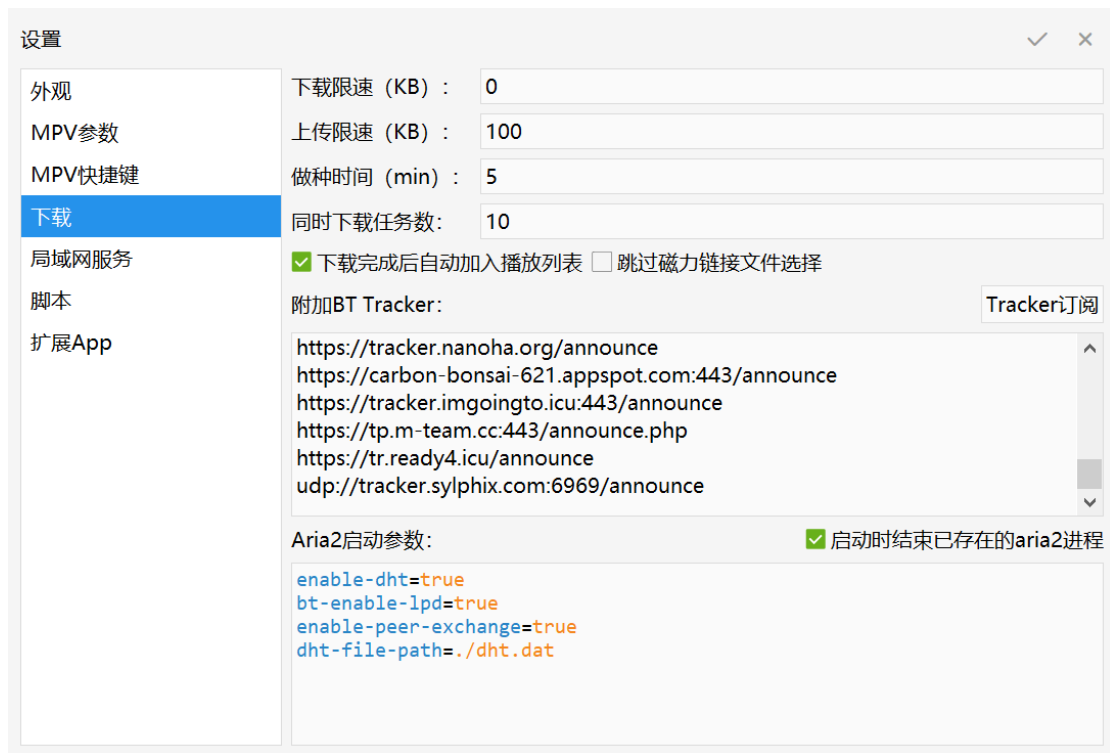 设置
外观
MPV参数
MPV快捷键
下载
局域网服务
脚本
扩展App
下载限速（KB）: 0
上传限速（KB）: 100
做种时间（min）: 5
同时下载任务数: 10
下载完成后自动加入播放列表 跳过磁力链接文件选择
附加BT Tracker: Tracker订阅
https://tracker.nanoha.org/announce
https://carbon-bonsai-621.appspot.com:443/announce
https://tracker.imgoingto.icu:443/announce
https://tp.m-team.cc:443/announce.php
https://tr.ready4.icu/announce
udp://tracker.sylphix.com:6969/announce
Aria2启动参数: 启动时结束已存在的aria2进程
enable-dht=true
bt-enable-lpd=true
enable-peer-exchange=true
dht-file-path=./dht.dat